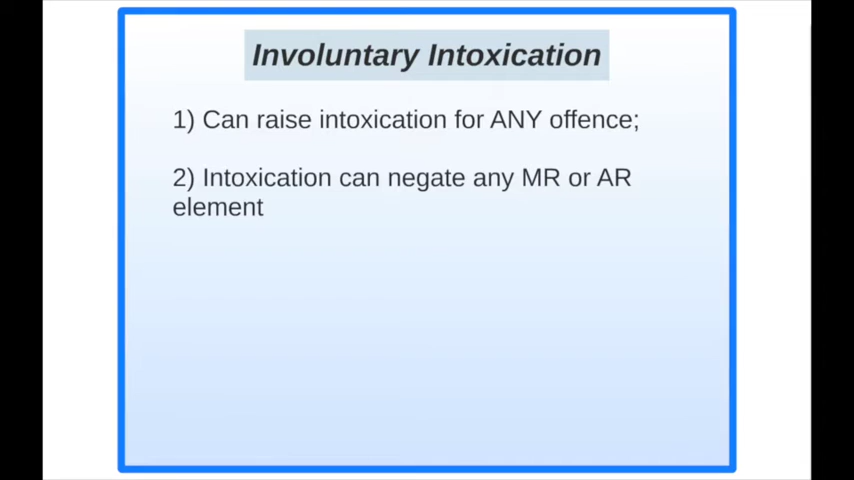 Involuntary Intoxication
1) Can raise intoxication for ANY offence;
2) Intoxication can negate any MR or AR
element